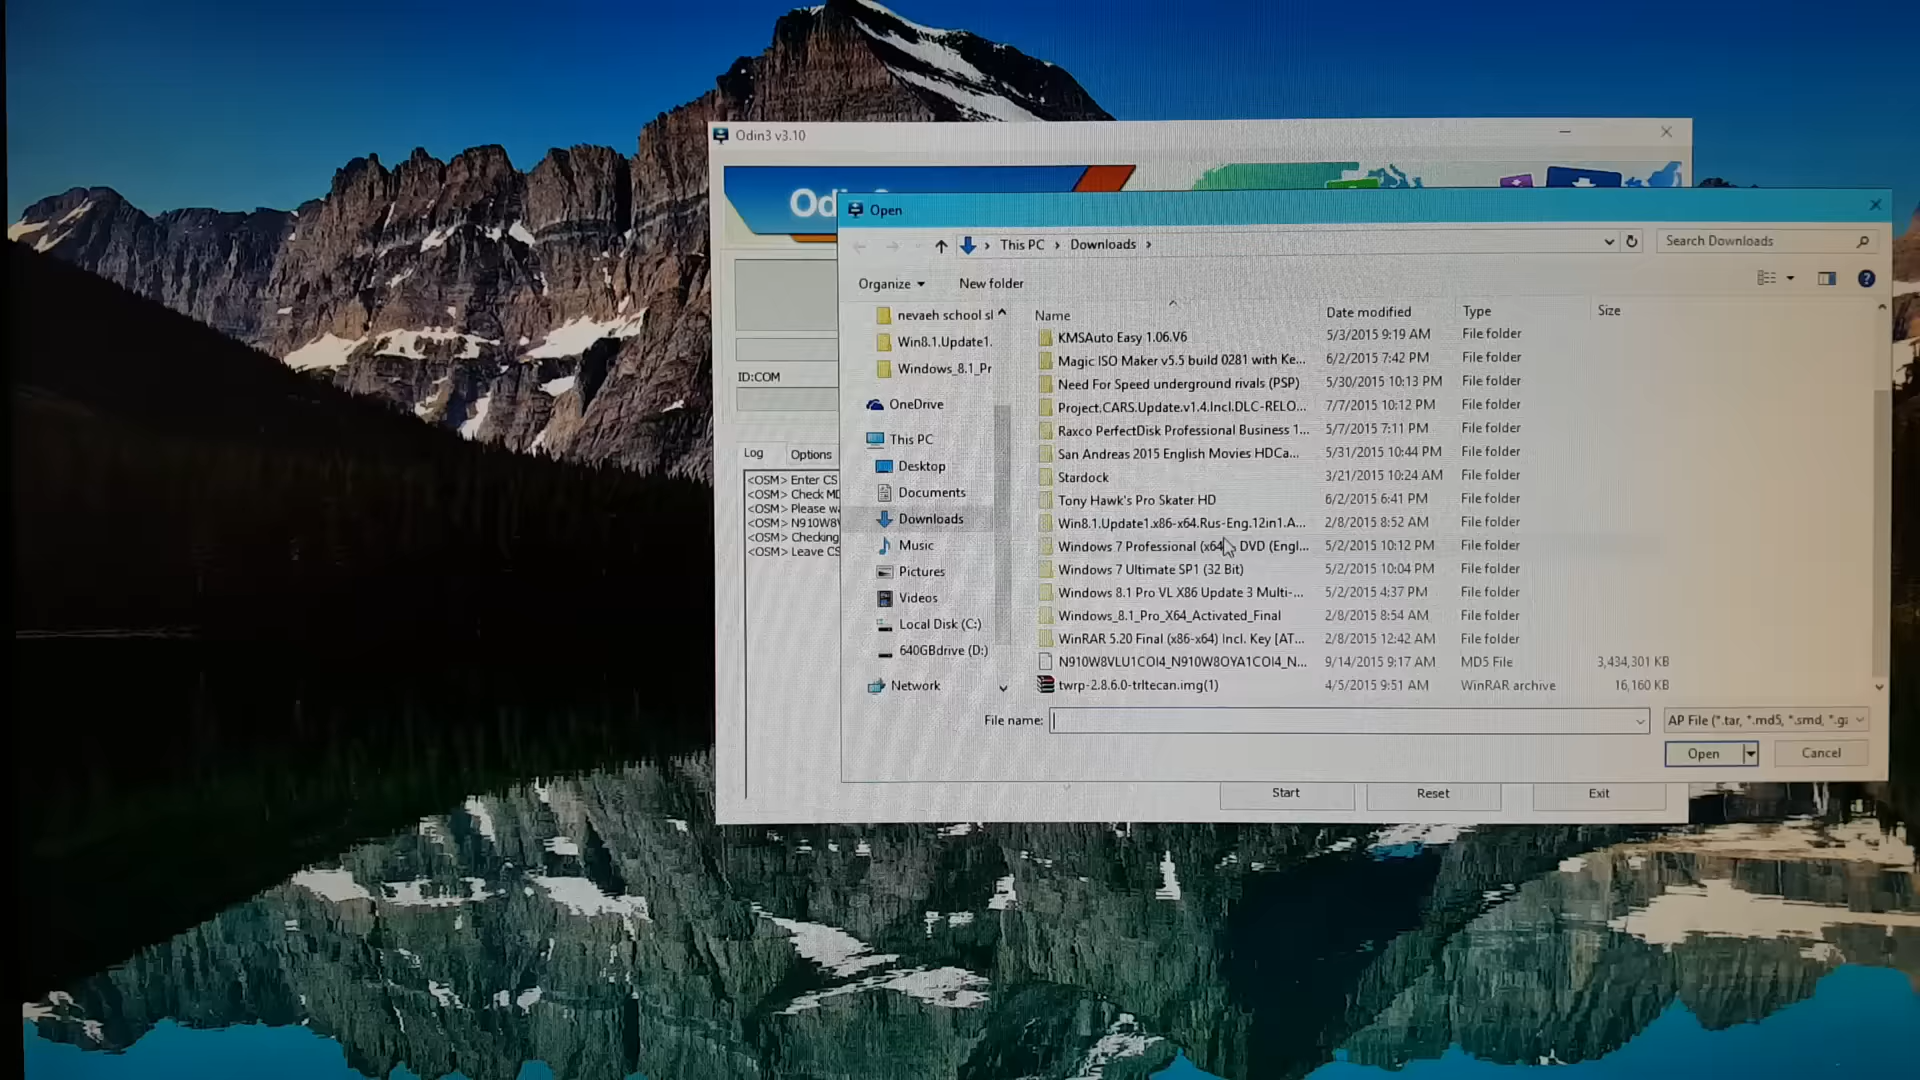 Odin3 v3.10
Od
Open
This PC > Downloads >
Search Downloads
Organize
New folder
Name
Date modified
Type
Size
nevaeh school sl
Win8.1.Update1.
Windows_8.1_Pr
OneDrive
This PC
Desktop
Documents
Downloads
Music
Pictures
Videos
Local Disk (C:)
640GBdrive (D:)
Network
KMSAuto Easy 1.06.V6 5/3/2015 9:19 AM File folder
Magic ISO Maker v5.5 build 0281 with Ke... 6/2/2015 7:42 PM File folder
Need For Speed underground rivals (PSP) 5/30/2015 10:13 PM File folder
Project.CARS.Update.v1.4.Incl.DLC-RELO... 7/7/2015 10:12 PM File folder
Raxco PerfectDisk Professional Business 1... 5/7/2015 7:11 PM File folder
San Andreas 2015 English Movies HDCa... 5/31/2015 10:44 PM File folder
Stardock 3/21/2015 10:24 AM File folder
Tony Hawk's Pro Skater HD 6/2/2015 6:41 PM File folder
Win8.1.Update1.x86-x64.Rus-Eng.12in1.A... 2/8/2015 8:52 AM File folder
Windows 7 Professional (x64 DVD (Engl... 5/2/2015 10:12 PM File folder
Windows 7 Ultimate SP1 (32 Bit) 5/2/2015 10:04 PM File folder
Windows 8.1 Pro VL X86 Update 3 Multi-... 5/2/2015 4:37 PM File folder
Windows_8.1_Pro_X64_Activated_Final 2/8/2015 8:54 AM File folder
WinRAR 5.20 Final (x86-x64) Incl. Key [AT... 2/8/2015 12:42 AM File folder
N910W8VLU1COI4_N910W8OYA1COI4_N... 9/14/2015 9:17 AM MD5 File 3,434,301 KB
twrp-2.8.6.0-trltecan.img(1) 4/5/2015 9:51 AM WinRAR archive 16,160 KB
File name:
AP File (*.tar, *.md5, *.smd, *.gz
Open
Cancel
ID:COM
Log
Options
<OSM> Enter CS
<OSM> Check MD
<OSM> Please wa
<OSM> N910W8V
<OSM> Checking
<OSM> Leave CS
Start
Reset
Exit